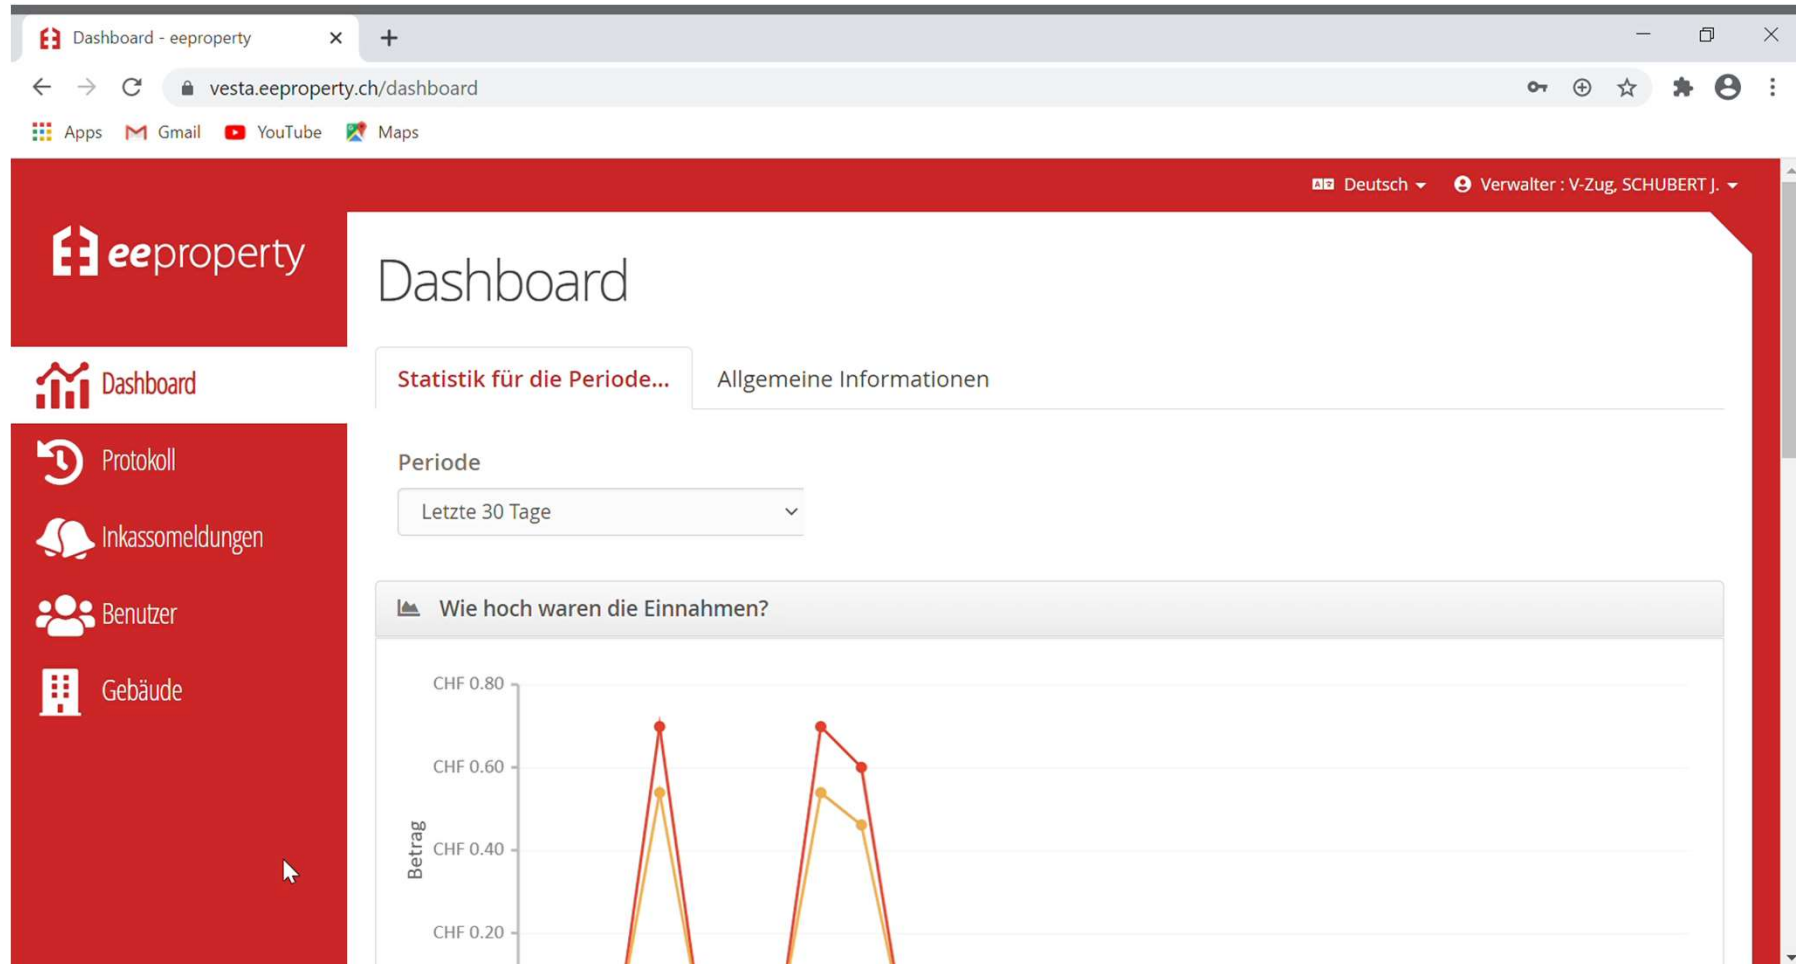 Dashboard - eeproperty
vesta.eeproperty.ch/dashboard
Apps Gmail YouTube Maps
Deutsch Verwalter : V-Zug, SCHUBERT J.
eeproperty
Dashboard
Dashboard
Protokoll
Inkassomeldungen
Benutzer
Gebäude
Statistik für die Periode... Allgemeine Informationen
Periode
Letzte 30 Tage
Wie hoch waren die Einnahmen?
CHF 0.80
CHF 0.60
CHF 0.40
CHF 0.20
Betrag